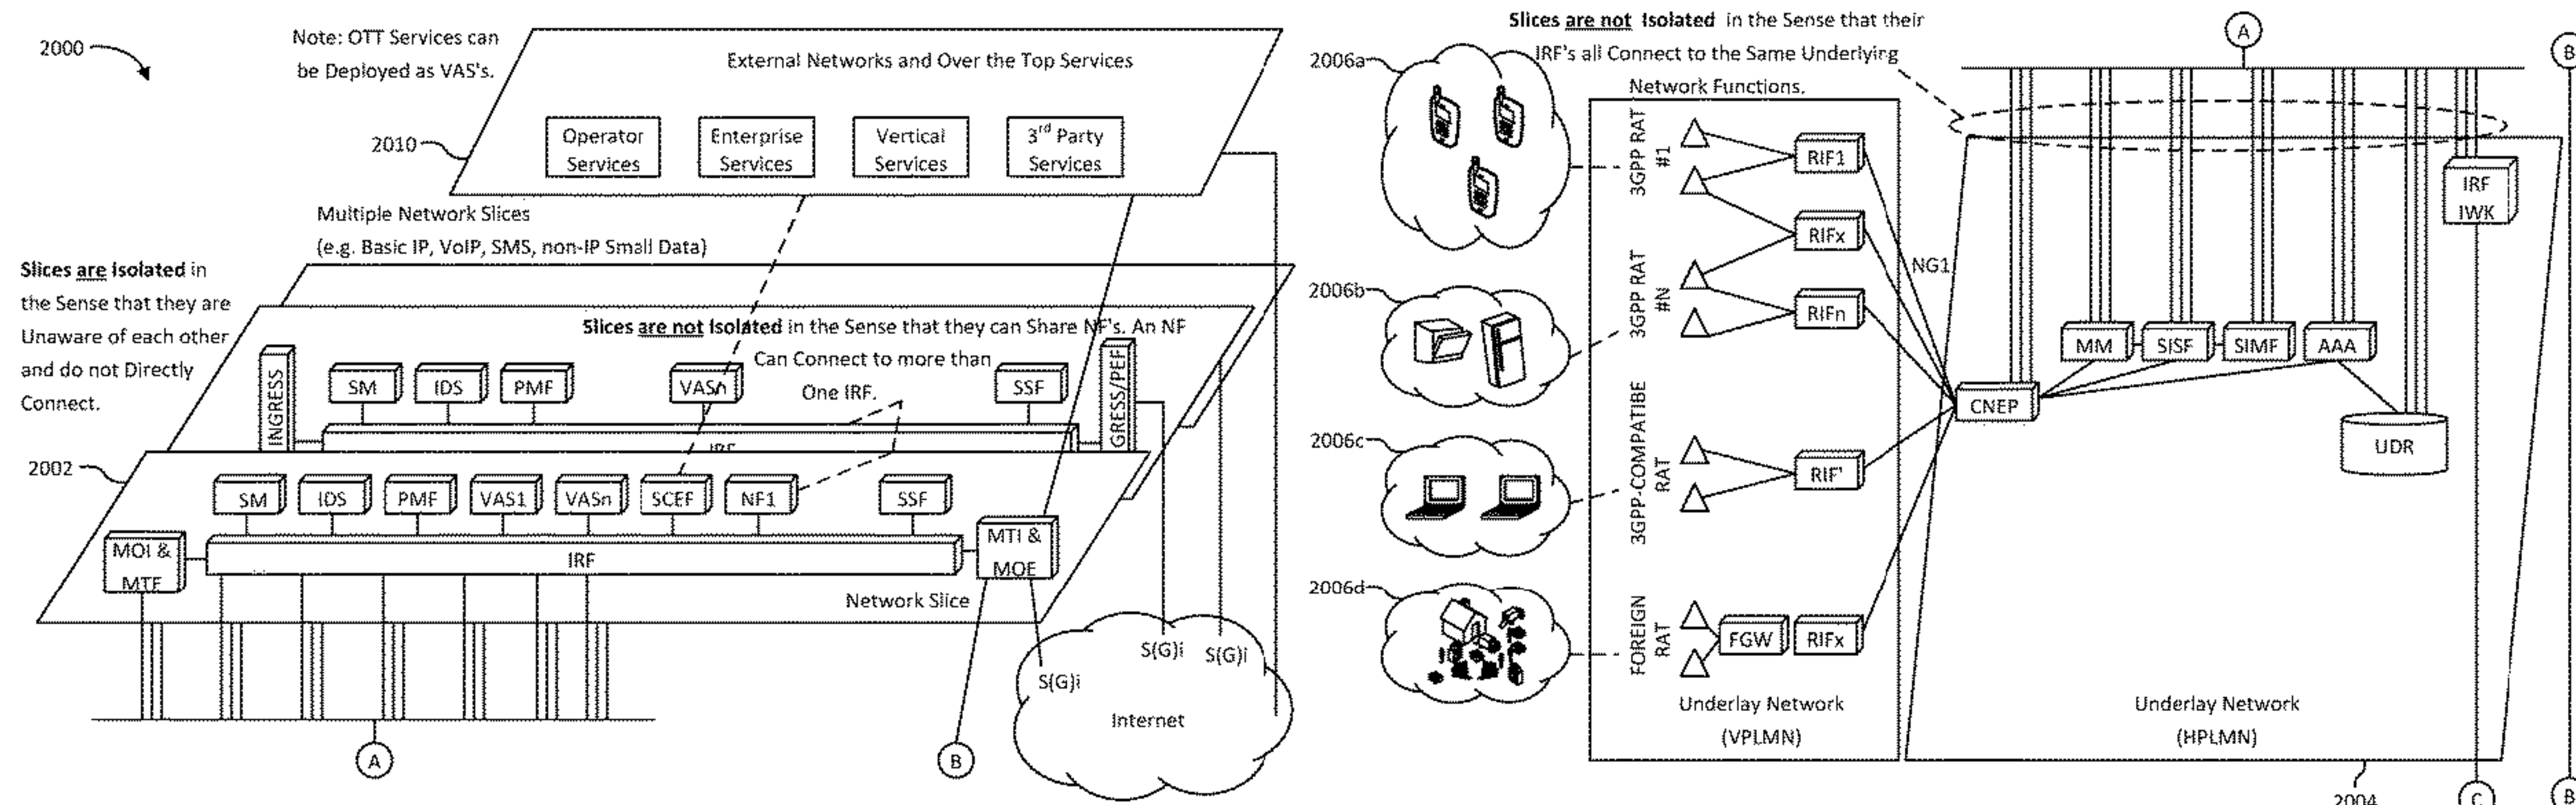 2000
Note: OTT Services can
be Deployed as VAS's.
External Networks and Over the Top Services
2010
Operator
Services
Enterprise
Services
Vertical
Services
3rd Party
Services
Multiple Network Slices
(e.g. Basic IP, VoIP, SMS, non-IP Small Data)
Slices are Isolated in
the Sense that they are
Unaware of each other
and do not Directly
Connect.
Slices are not Isolated in the Sense that they can Share NF's. An NF
Can Connect to more than
One IRF.
INGRESS
SM
IDS
PMF
VASn
SSF
GRESS/PEF
IRF
2002
SM
IDS
PMF
VAS1
VASn
SCEF
NF1
SSF
MOI &
MTE
IRF
MTI &
MOE
Network Slice
S(G)i
S(G)i
S(G)i
Internet
A
B
Slices are not Isolated in the Sense that their
IRF's all Connect to the Same Underlying
Network Functions.
2006a
2006b
2006c
2006d
3GPP RAT
#1
3GPP RAT
#N
3GPP-COMPATIBE
RAT
FOREIGN
RAT
RIF1
RIFx
RIFn
RIF'
FGW
RIFx
NG1
Underlay Network
(VPLMN)
A
B
IRF
IWK
MM
SISF
SIMF
AAA
CNEP
UDR
Underlay Network
(HPLMN)
2004
C
B